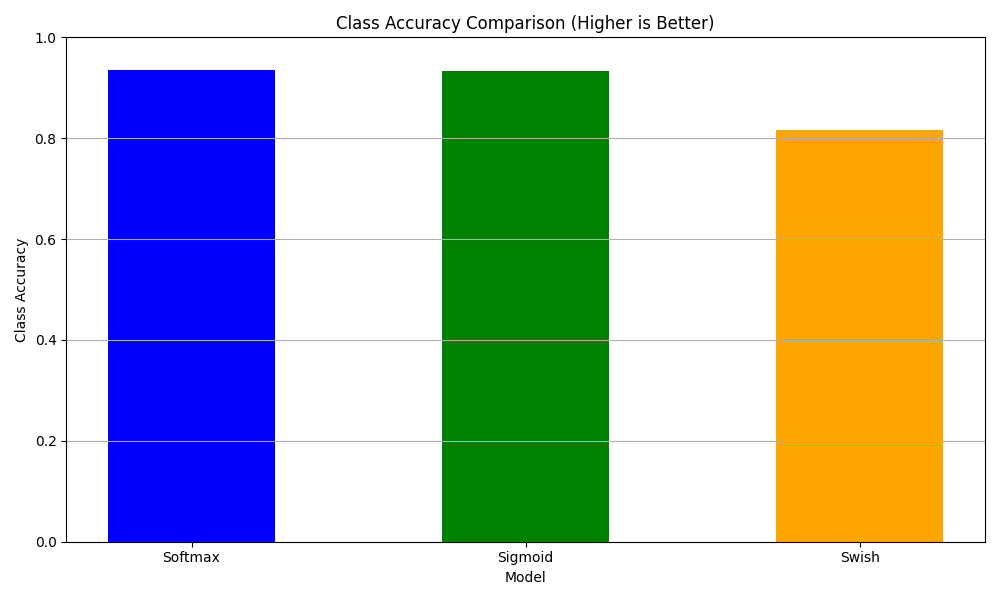 Class Accuracy Comparison (Higher is Better)
1.0
0.8
0.6
0.4
0.2
0.0
Class Accuracy
Softmax Sigmoid Swish
Model